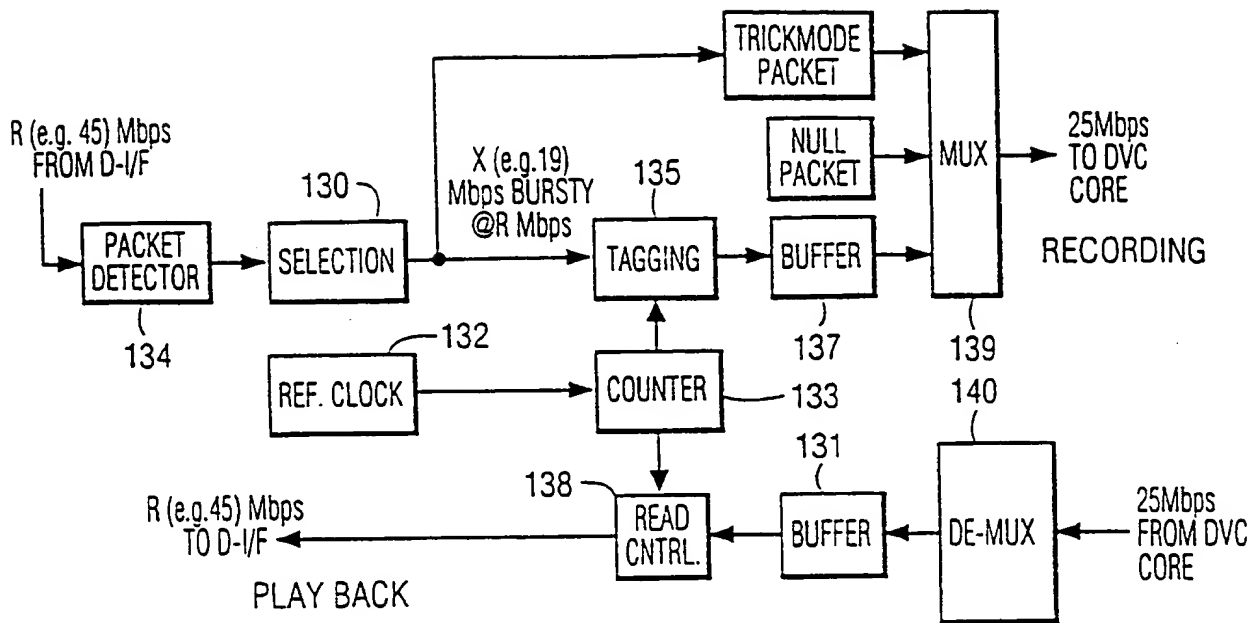 TRICKMODE
PACKET
R (e.g. 45) Mbps
FROM D-I/F
NULL
PACKET
MUX
25Mbps
TO DVC
CORE
X (e.g.19)
Mbps BURSTY
@R Mbps
130
135
PACKET
DETECTOR
SELECTION
TAGGING
BUFFER
RECORDING
134
132
137
139
REF. CLOCK
COUNTER
133
140
131
138
R (e.g.45) Mbps
TO D-I/F
READ
CNTRL.
BUFFER
DE-MUX
25Mbps
FROM DVC
CORE
PLAY BACK